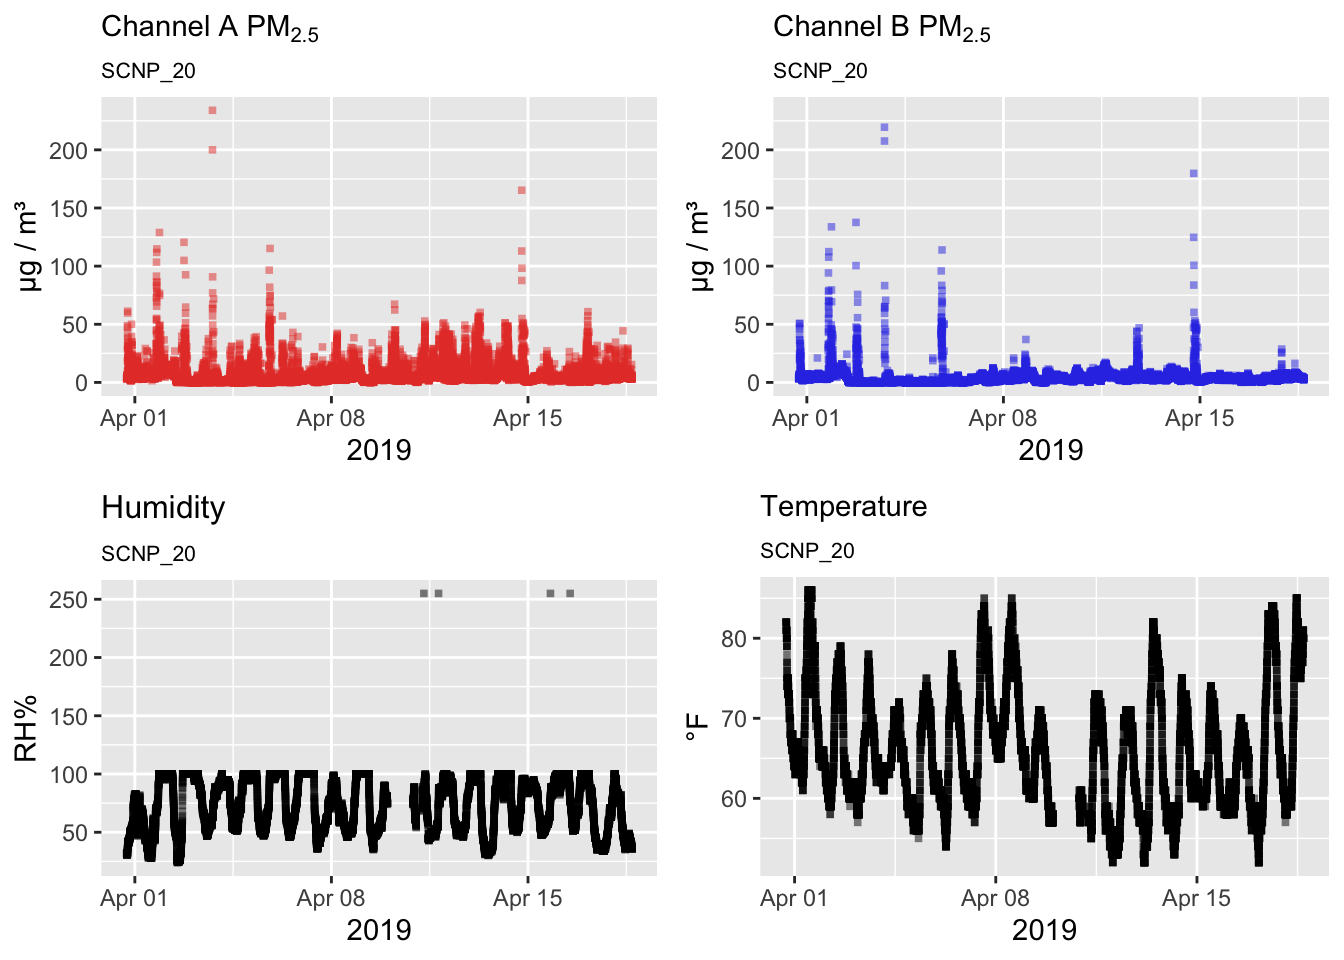 Channel A PM2.5
SCNP_20
µg / m³
200
150
100
50
0
Apr 01
Apr 08
Apr 15
2019
Channel B PM2.5
SCNP_20
µg / m³
200
150
100
50
0
Apr 01
Apr 08
Apr 15
2019
Humidity
SCNP_20
RH%
250
200
150
100
50
Apr 01
Apr 08
Apr 15
2019
Temperature
SCNP_20
°F
80
70
60
Apr 01
Apr 08
Apr 15
2019